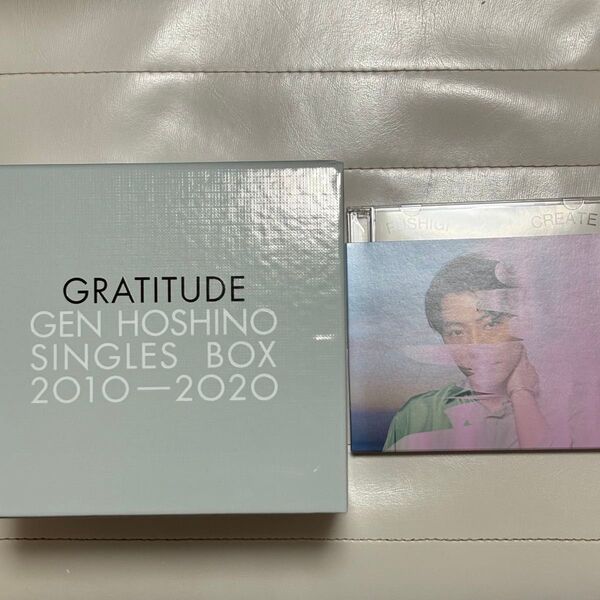 GRATITUDE
GEN HOSHINO
SINGLES BOX
2010—2020
CREATE